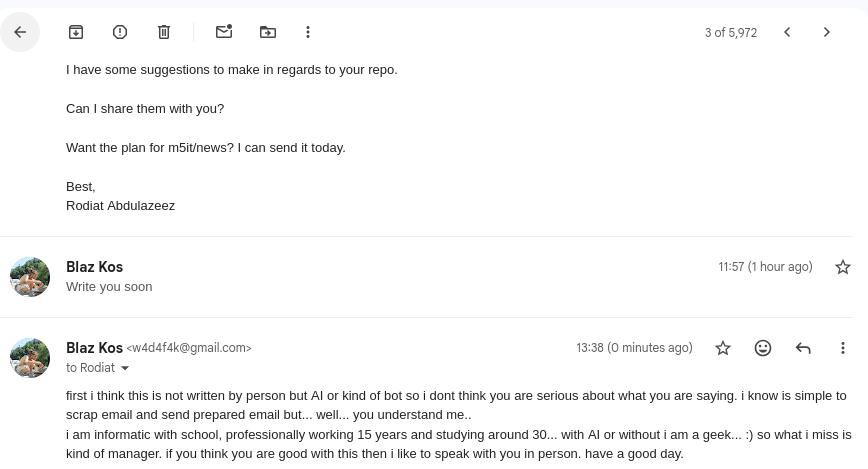 3 of 5,972
I have some suggestions to make in regards to your repo.
Can I share them with you?
Want the plan for m5it/news? I can send it today.
Best,
Rodiat Abdulazeez
Blaz Kos
11:57 (1 hour ago)
Write you soon
Blaz Kos <w4d4f4k@gmail.com>
13:38 (0 minutes ago)
to Rodiat
first i think this is not written by person but AI or kind of bot so i dont think you are serious about what you are saying. i know is simple to
scrap email and send prepared email but... well... you understand me..
i am informatic with school, professionally working 15 years and studying around 30... with AI or without i am a geek... :) so what i miss is
kind of manager. if you think you are good with this then i like to speak with you in person. have a good day.